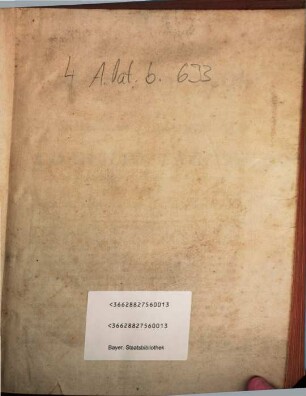 4 A.lat. b. 633
<36628827560013
<36628827560013
Bayer. Staatsbibliothek